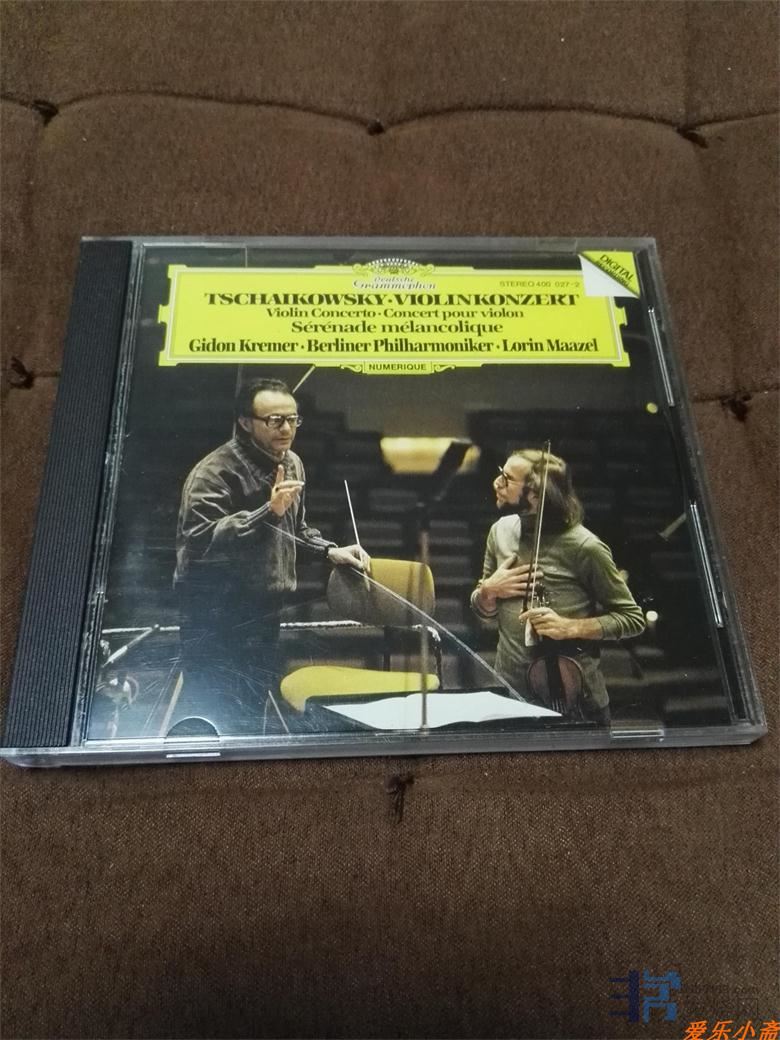 Deutsche
Grammophon
STEREO 400 027-2
DIGITAL
RECORDING
TSCHAIKOWSKY · VIOLINKONZERT
Violin Concerto · Concert pour violon
Sérénade mélancolique
Gidon Kremer · Berliner Philharmoniker · Lorin Maazel
NUMERIQUE
爱乐小斋